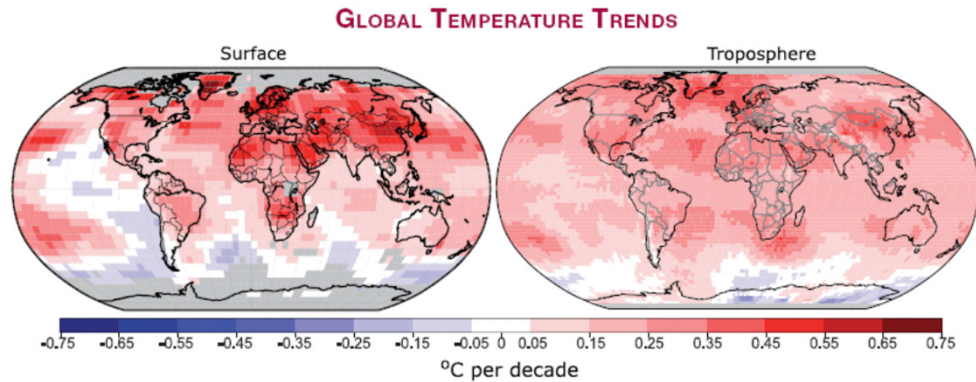 GLOBAL TEMPERATURE TRENDS
Surface
Troposphere
-0.75 -0.65 -0.55 -0.45 -0.35 -0.25 -0.15 -0.05 0 0.05 0.15 0.25 0.35 0.45 0.55 0.65 0.75
ºC per decade